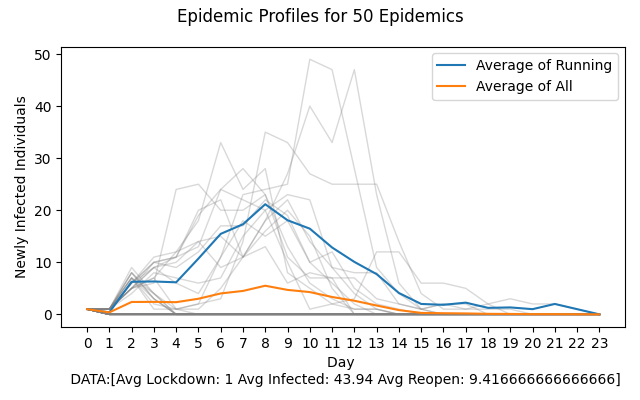 Epidemic Profiles for 50 Epidemics
50
40
30
20
10
0
Newly Infected Individuals
Average of Running
Average of All
0 1 2 3 4 5 6 7 8 9 10 11 12 13 14 15 16 17 18 19 20 21 22 23
Day
DATA:[Avg Lockdown: 1 Avg Infected: 43.94 Avg Reopen: 9.416666666666666]